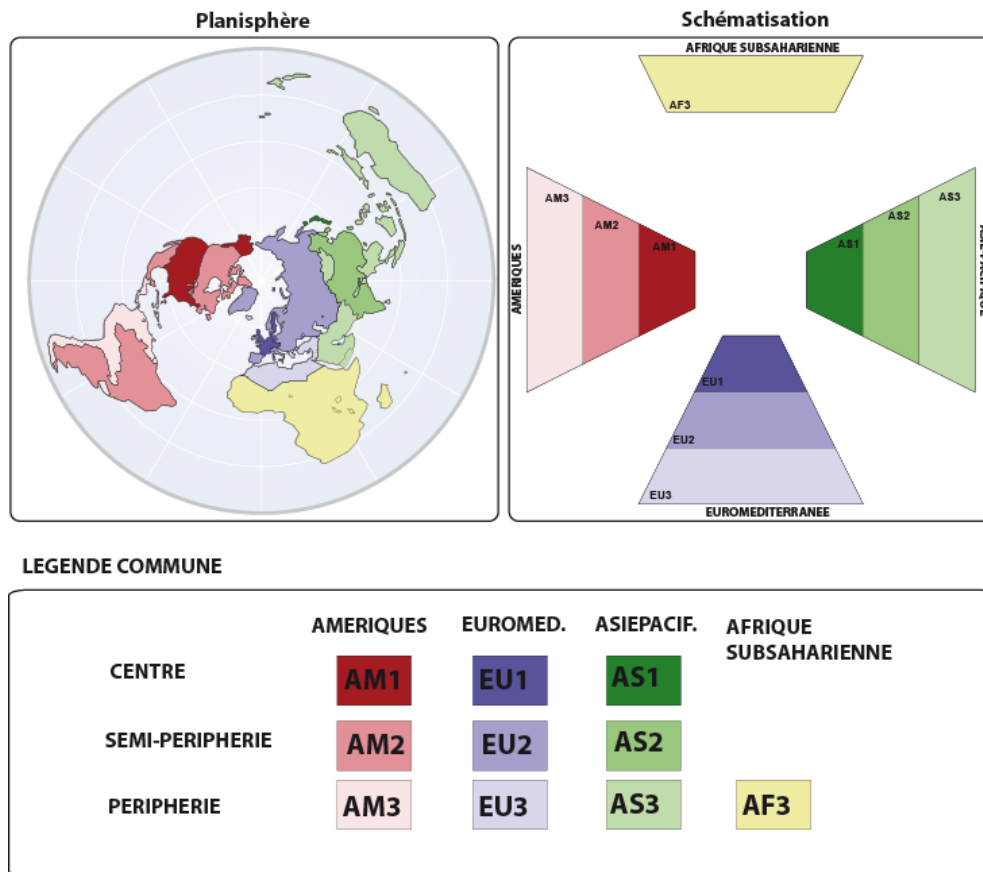 Planisphère
Schématisation
AFRIQUE SUBSAHARIENNE
AF3
AM3
AM2
AM1
AMERIQUES
AS3
AS2
AS1
EU1
EU2
EU3
EUROMEDITERRANEE
LEGENDE COMMUNE
AMERIQUES
EUROMED.
ASIEPACIF.
AFRIQUE
SUBSAHARIENNE
CENTRE
AM1
EU1
AS1
SEMI-PERIPHERIE
AM2
EU2
AS2
PERIPHERIE
AM3
EU3
AS3
AF3